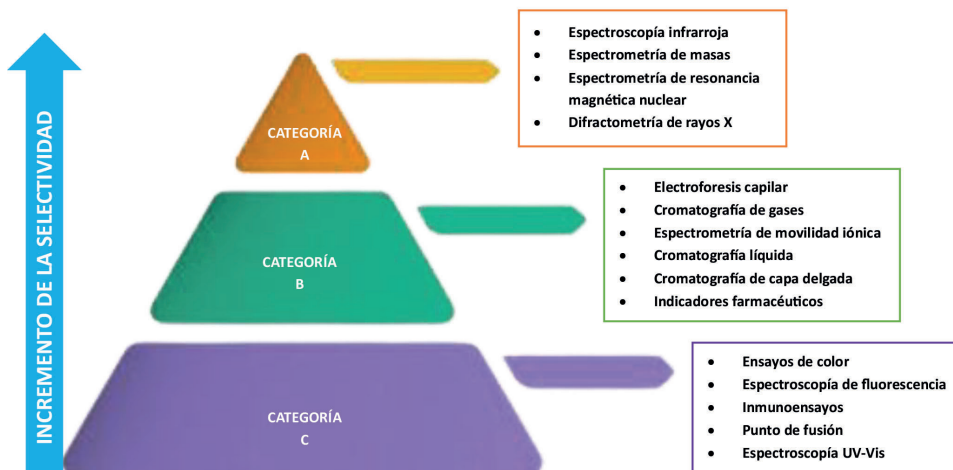 INCREMENTO DE LA SELECTIVIDAD
CATEGORÍA
A
• Espectroscopía infrarroja
• Espectrometría de masas
• Espectrometría de resonancia
magnética nuclear
• Difractometría de rayos X
CATEGORÍA
B
• Electroforesis capilar
• Cromatografía de gases
• Espectrometría de movilidad iónica
• Cromatografía líquida
• Cromatografía de capa delgada
• Indicadores farmacéuticos
CATEGORÍA
C
• Ensayos de color
• Espectroscopía de fluorescencia
• Inmunoensayos
• Punto de fusión
• Espectroscopía UV-Vis